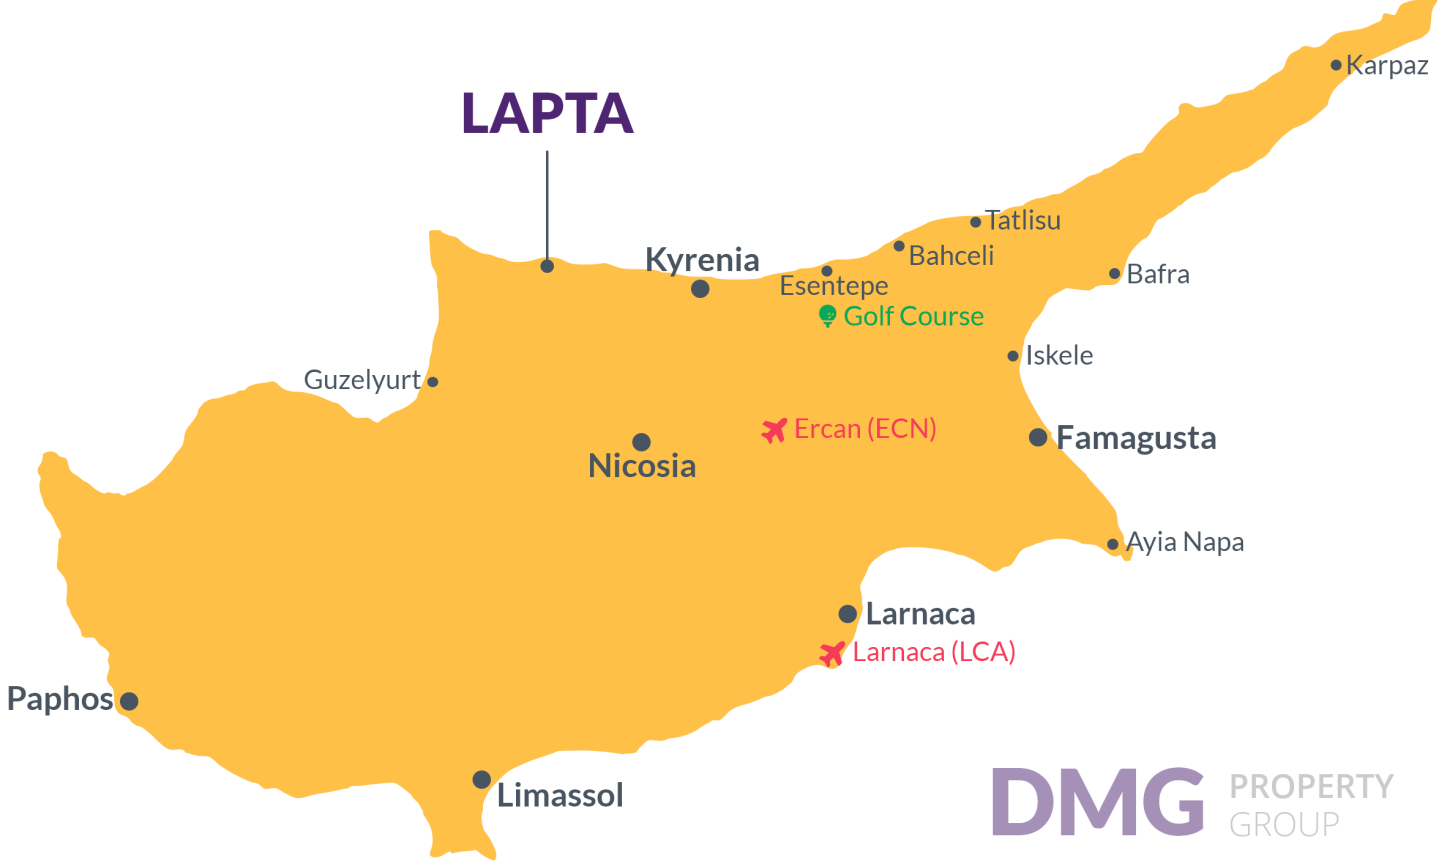 Karpaz
LAPTA
Tatlisu
Kyrenia
Bahceli
Bafra
Esentepe
Golf Course
Iskele
Guzelyurt
Ercan (ECN)
Famagusta
Nicosia
Ayia Napa
Larnaca
Larnaca (LCA)
Paphos
Limassol
DMG PROPERTY
GROUP